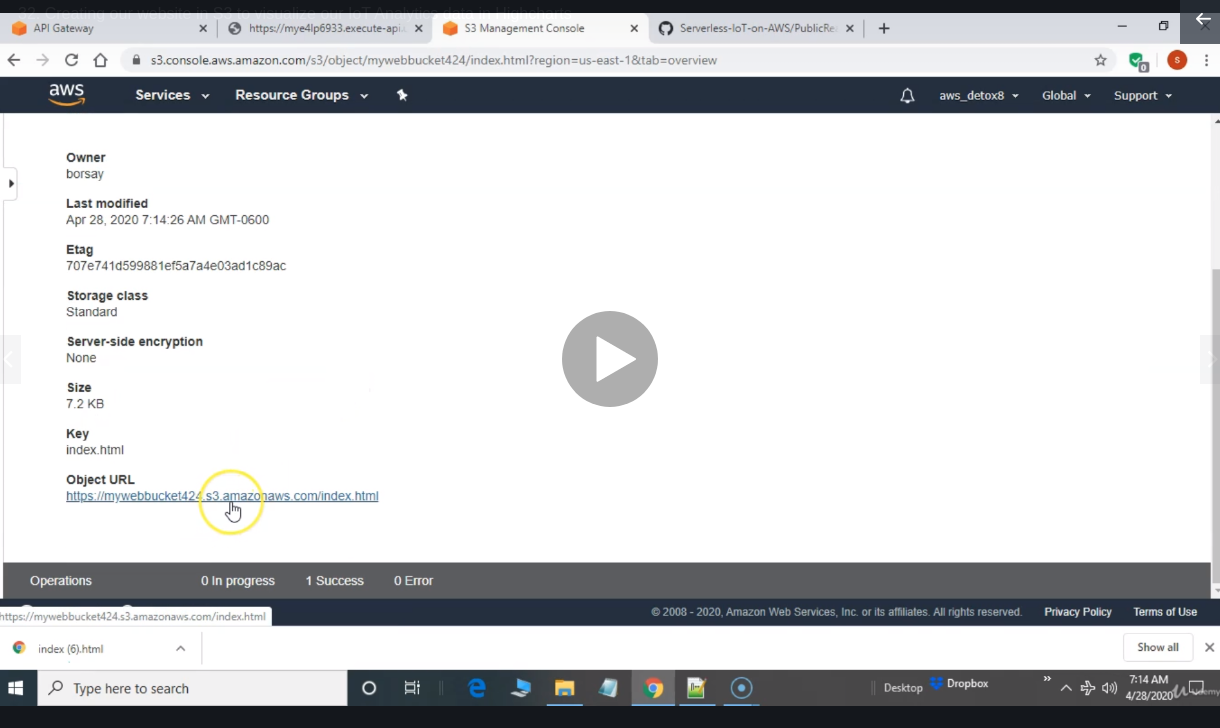 32. Creating our website in S3 to visualize our IoT Analytics data in Highcharts
API Gateway
https://mye4lp6933.execute-api.
S3 Management Console
Serverless-IoT-on-AWS/PublicRe
s3.console.aws.amazon.com/s3/object/mywebbucket424/index.html?region=us-east-1&tab=overview
0
S
aws
Services
Resource Groups
aws_detox8
Global
Support
Owner
borsay
Last modified
Apr 28, 2020 7:14:26 AM GMT-0600
Etag
707e741d599881ef5a7a4e03ad1c89ac
Storage class
Standard
Server-side encryption
None
Size
7.2 KB
Key
index.html
Object URL
https://mywebbucket424.s3.amazonaws.com/index.html
Operations
0 In progress
1 Success
0 Error
https://mywebbucket424.s3.amazonaws.com/index.html
© 2008 - 2020, Amazon Web Services, Inc. or its affiliates. All rights reserved.
Privacy Policy
Terms of Use
index (6).html
Show all
Type here to search
Desktop
Dropbox
7:14 AM
4/28/2020
Udemy